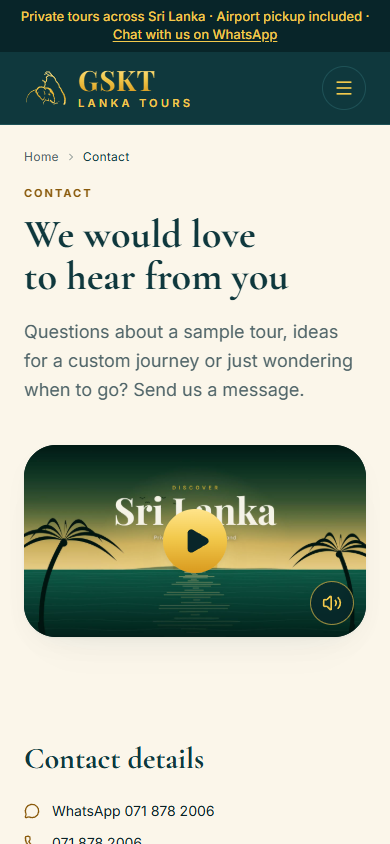 Private tours across Sri Lanka · Airport pickup included ·
Chat with us on WhatsApp
GSKT
LANKA TOURS
Home > Contact
CONTACT
We would love
to hear from you
Questions about a sample tour, ideas
for a custom journey or just wondering
when to go? Send us a message.
DISCOVER
Sri Lanka
Contact details
WhatsApp 071 878 2006
071 878 2006